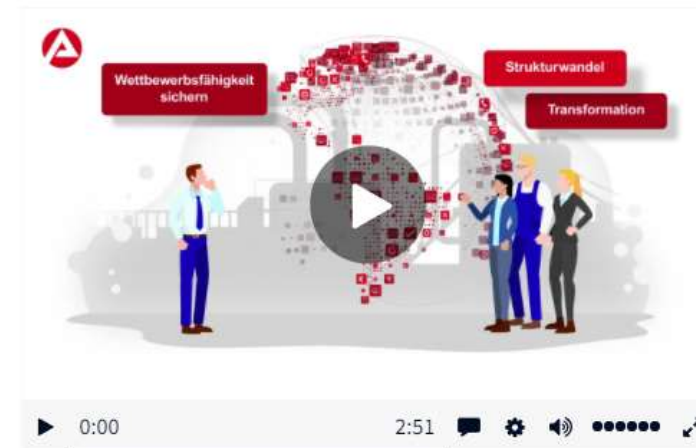 Wettbewerbsfähigkeit
sichern
Strukturwandel
Transformation
0:00
2:51